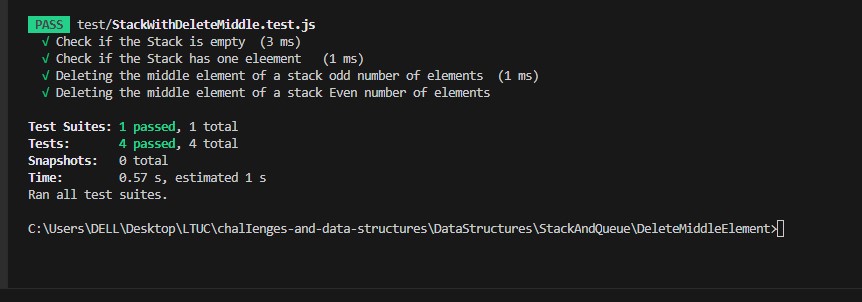 PASS test/StackWithDeleteMiddle.test.js
√ Check if the Stack is empty (3 ms)
√ Check if the Stack has one eleement (1 ms)
√ Deleting the middle element of a stack odd number of elements (1 ms)
√ Deleting the middle element of a stack Even number of elements
Test Suites: 1 passed, 1 total
Tests: 4 passed, 4 total
Snapshots: 0 total
Time: 0.57 s, estimated 1 s
Ran all test suites.
C:\Users\DELL\Desktop\LTUC\chalIenges-and-data-structures\DataStructures\StackAndQueue\DeleteMiddleElement>